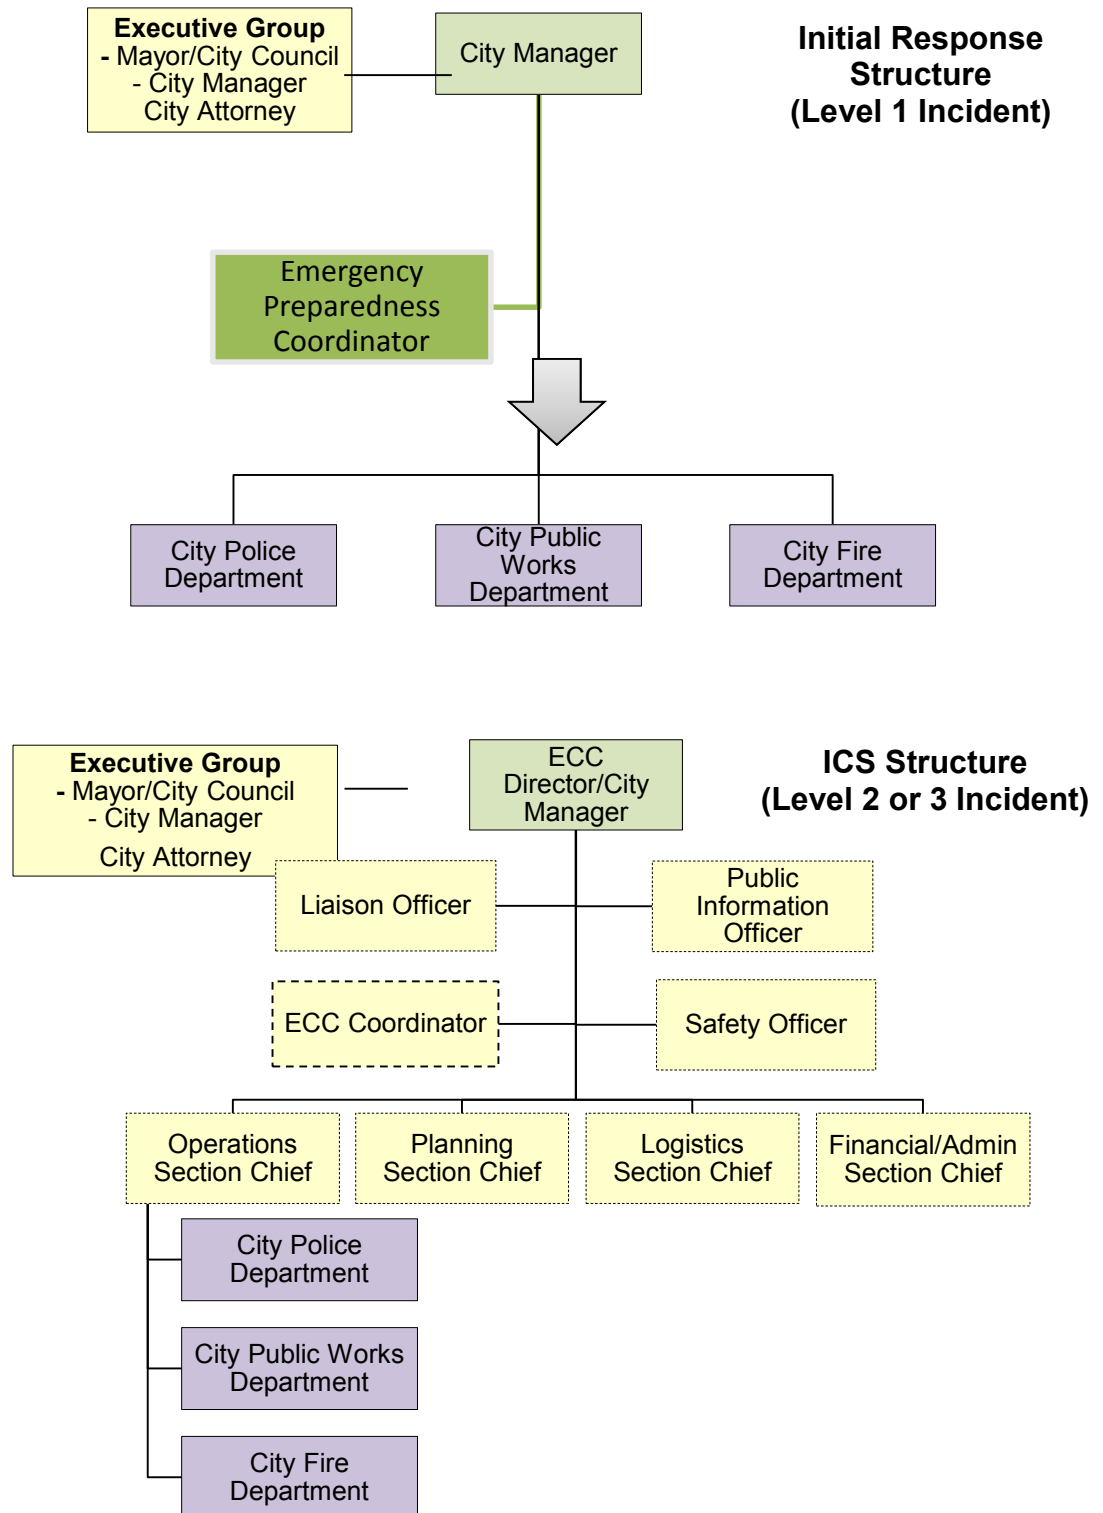 Executive Group
- Mayor/City Council
- City Manager
City Attorney
City Manager
Initial Response
Structure
(Level 1 Incident)
Emergency
Preparedness
Coordinator
City Police
Department
City Public
Works
Department
City Fire
Department
Executive Group
- Mayor/City Council
- City Manager
City Attorney
ECC
Director/City
Manager
ICS Structure
(Level 2 or 3 Incident)
Liaison Officer
Public
Information
Officer
ECC Coordinator
Safety Officer
Operations
Section Chief
Planning
Section Chief
Logistics
Section Chief
Financial/Admin
Section Chief
City Police
Department
City Public Works
Department
City Fire
Department